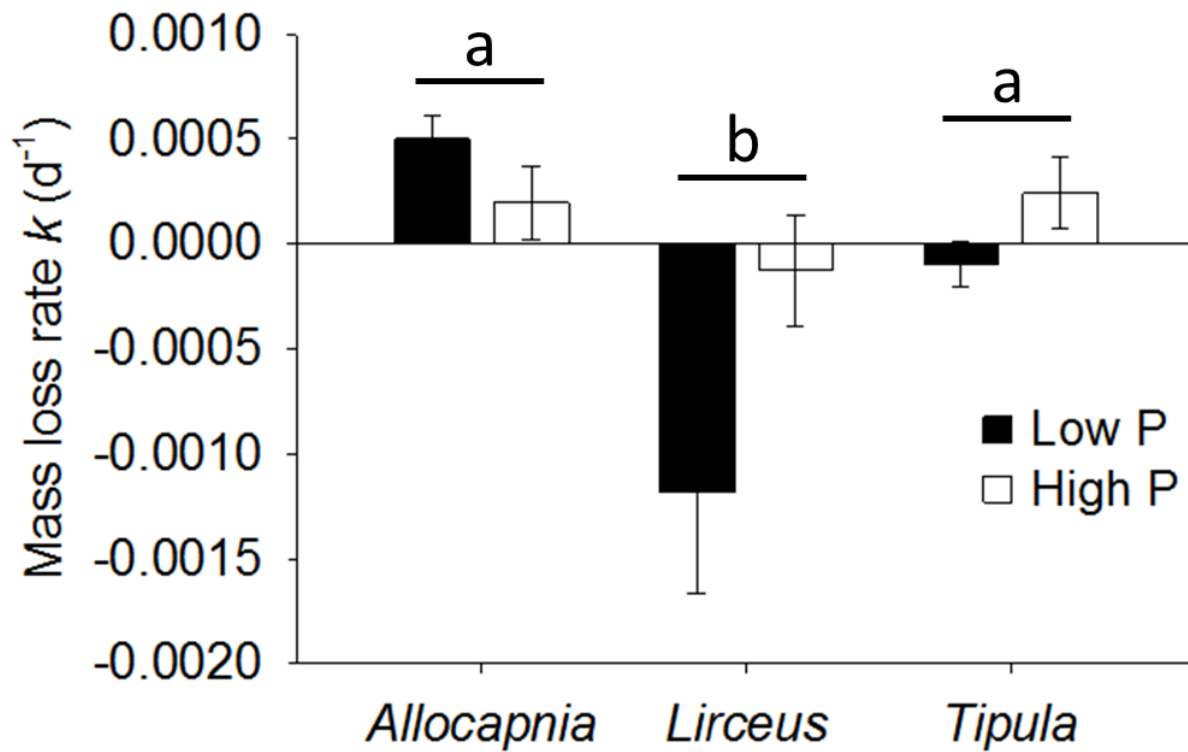 Mass loss rate k (d⁻¹)
0.0010
0.0005
0.0000
-0.0005
-0.0010
-0.0015
-0.0020
a
b
a
Low P
High P
Allocapnia Lirceus Tipula